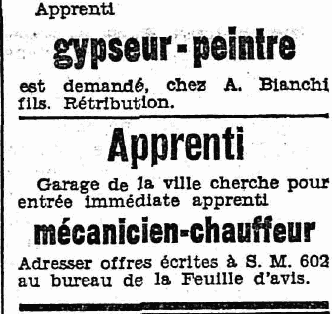 Apprenti
gypseur-peintre
est demandé, chez A. Bianchi
fils. Rétribution.
Apprenti
Garage de la ville cherche pour
entrée immédiate apprenti
mécanicien-chauffeur
Adresser offres écrites à S. M. 602
au bureau de la Feuille d'avis.